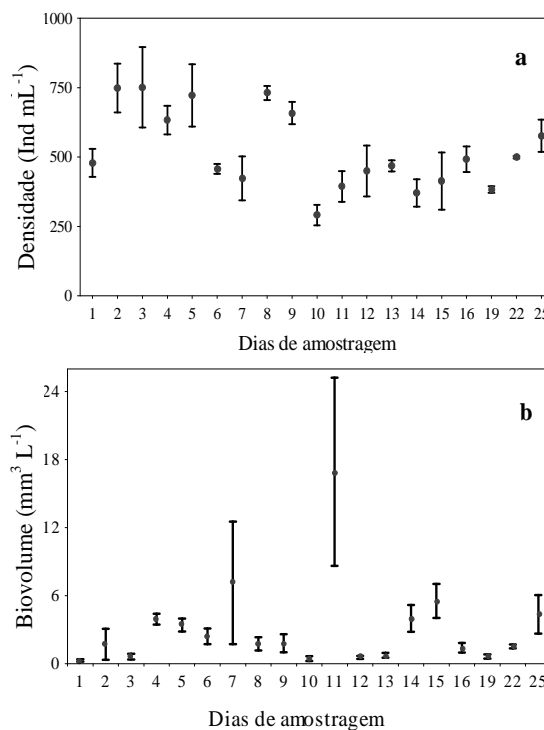 a
1000
750
500
250
0
Densidade (Ind mL-1)
1 2 3 4 5 6 7 8 9 10 11 12 13 14 15 16 19 22 25
Dias de amostragem
b
24
18
12
6
0
Biovolume (mm3 L-1)
1 2 3 4 5 6 7 8 9 10 11 12 13 14 15 16 19 22 25
Dias de amostragem